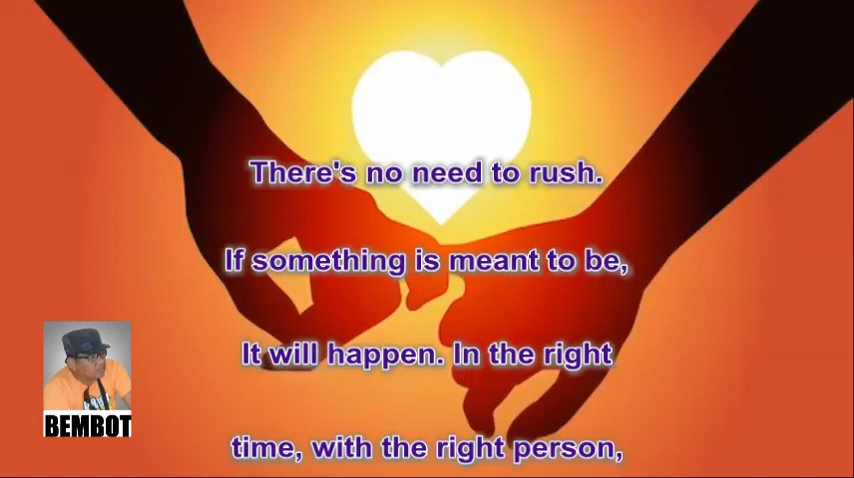 There's no need to rush.
If something is meant to be,
It will happen. In the right
time, with the right person,
BEMBOT